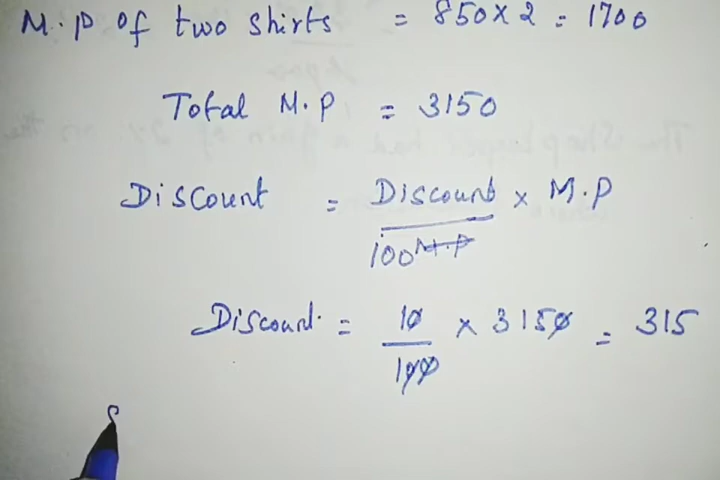 M.P of two shirts = 850 × 2 = 1700
Total M.P = 3150
Discount = Discount × M.P
100 M.P
Discount. = 10 × 3150 = 315
100
S